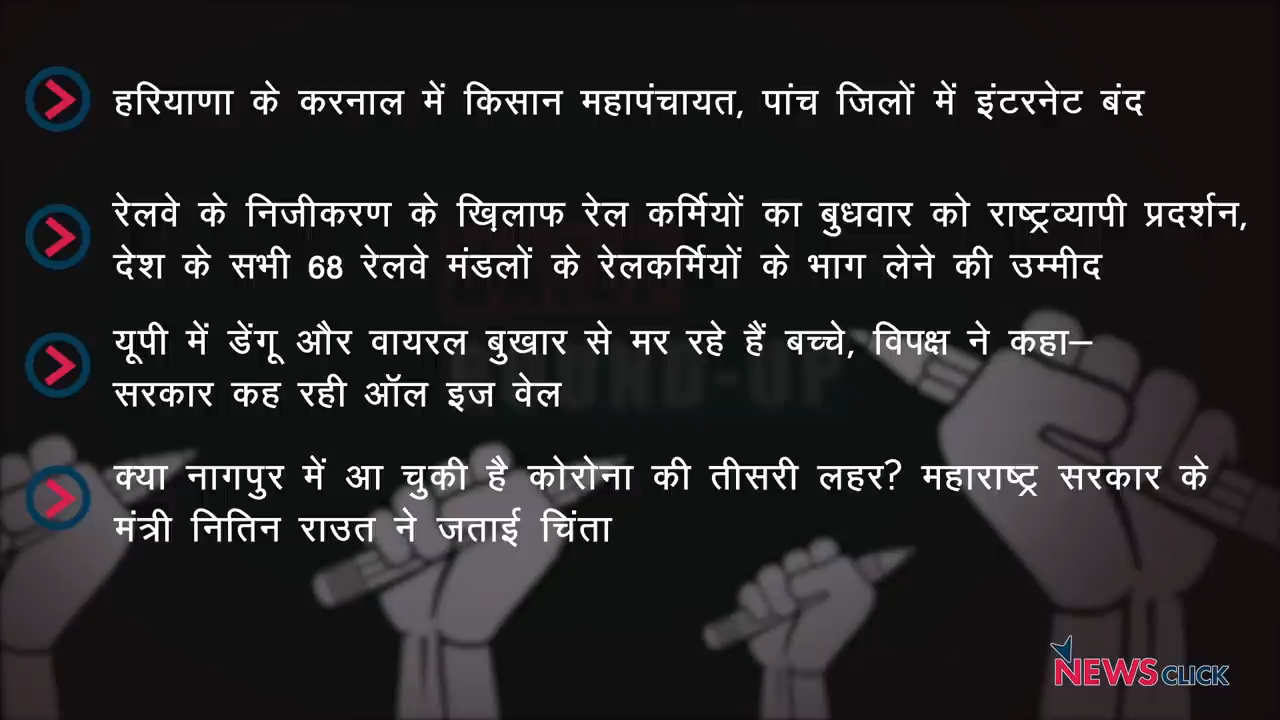 हरियाणा के करनाल में किसान महापंचायत, पांच जिलों में इंटरनेट बंद
रेलवे के निजीकरण के ख़िलाफ रेल कर्मियों का बुधवार को राष्ट्रव्यापी प्रदर्शन,
देश के सभी 68 रेलवे मंडलों के रेलकर्मियों के भाग लेने की उम्मीद
यूपी में डेंगू और वायरल बुखार से मर रहे हैं बच्चे, विपक्ष ने कहा—
सरकार कह रही ऑल इज वेल
क्या नागपुर में आ चुकी है कोरोना की तीसरी लहर? महाराष्ट्र सरकार के
मंत्री नितिन राउत ने जताई चिंता
NEWSCLICK